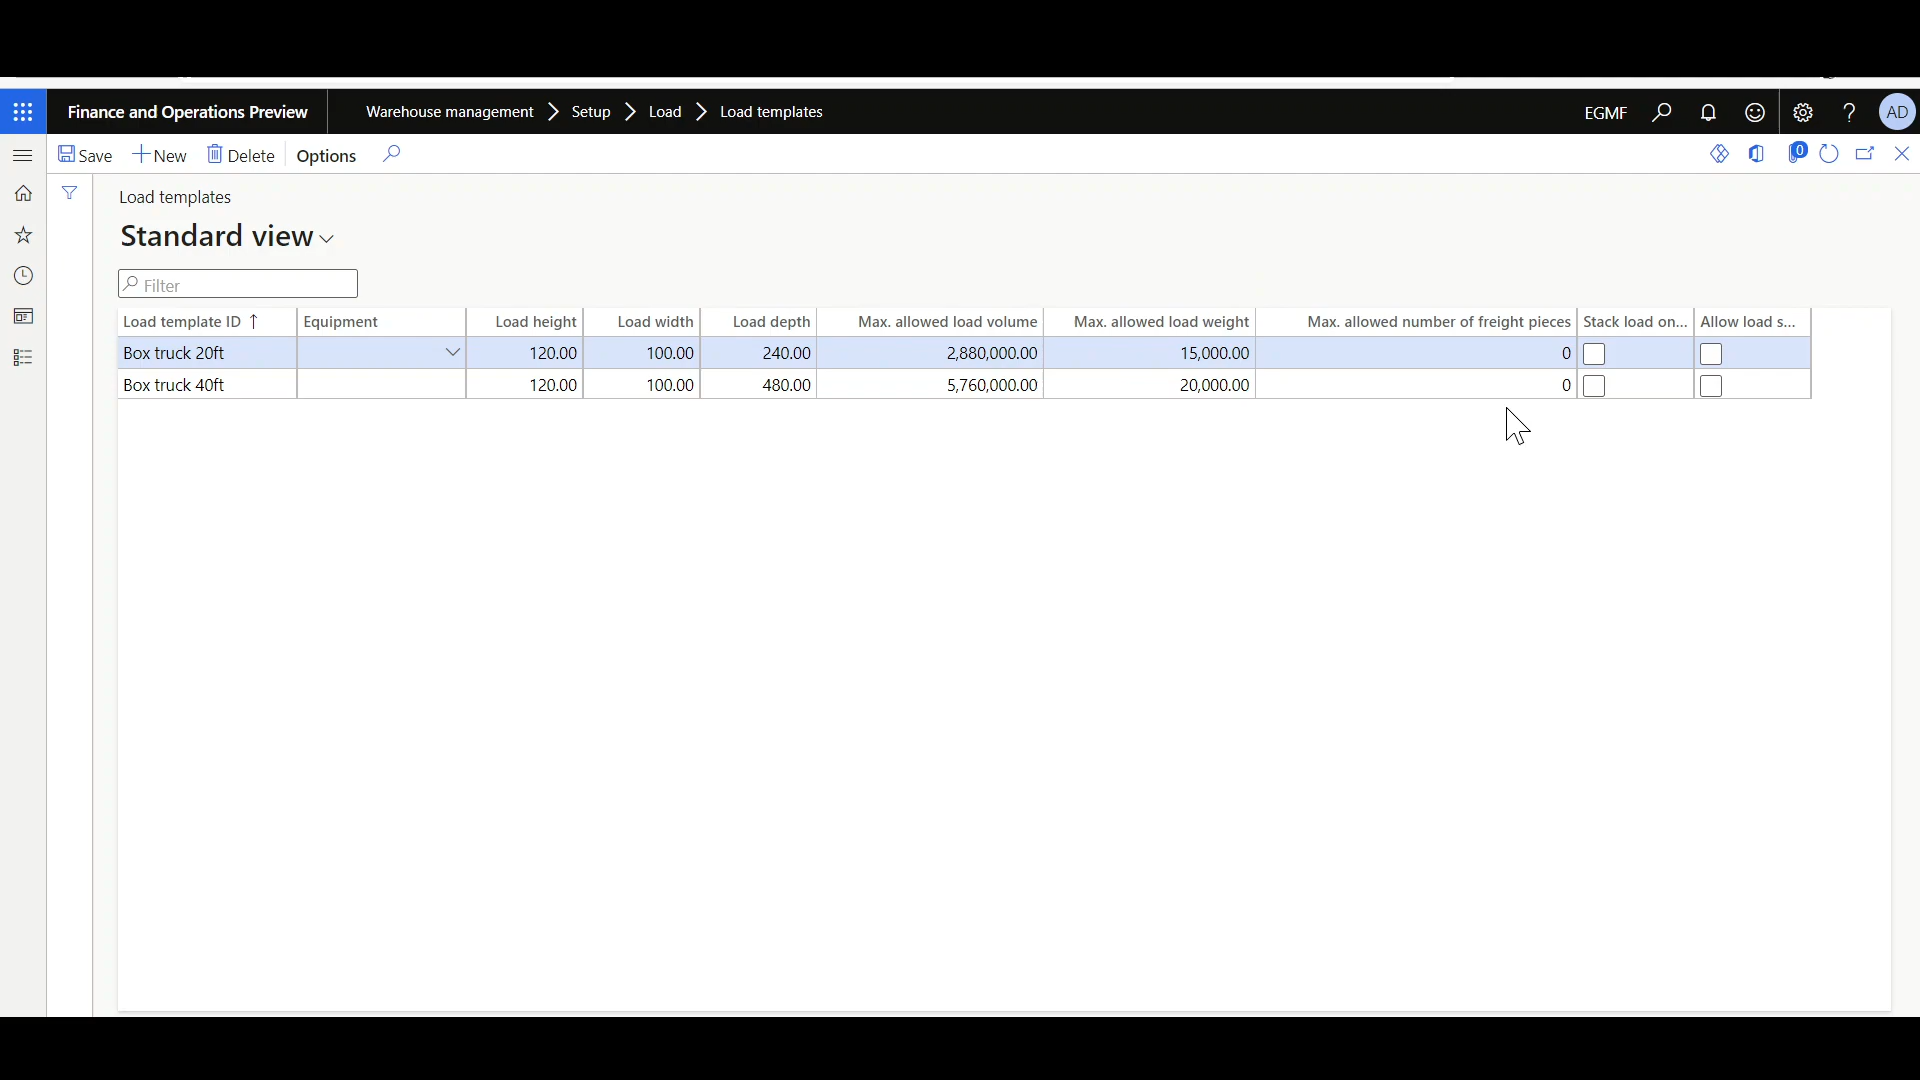 Finance and Operations Preview Warehouse management Setup Load Load templates EGMF ? AD
Save New Delete Options 0
Load templates
Standard view
Filter
Load template ID Equipment Load height Load width Load depth Max. allowed load volume Max. allowed load weight Max. allowed number of freight pieces Stack load on... Allow load s...
Box truck 20ft 120.00 100.00 240.00 2,880,000.00 15,000.00 0
Box truck 40ft 120.00 100.00 480.00 5,760,000.00 20,000.00 0